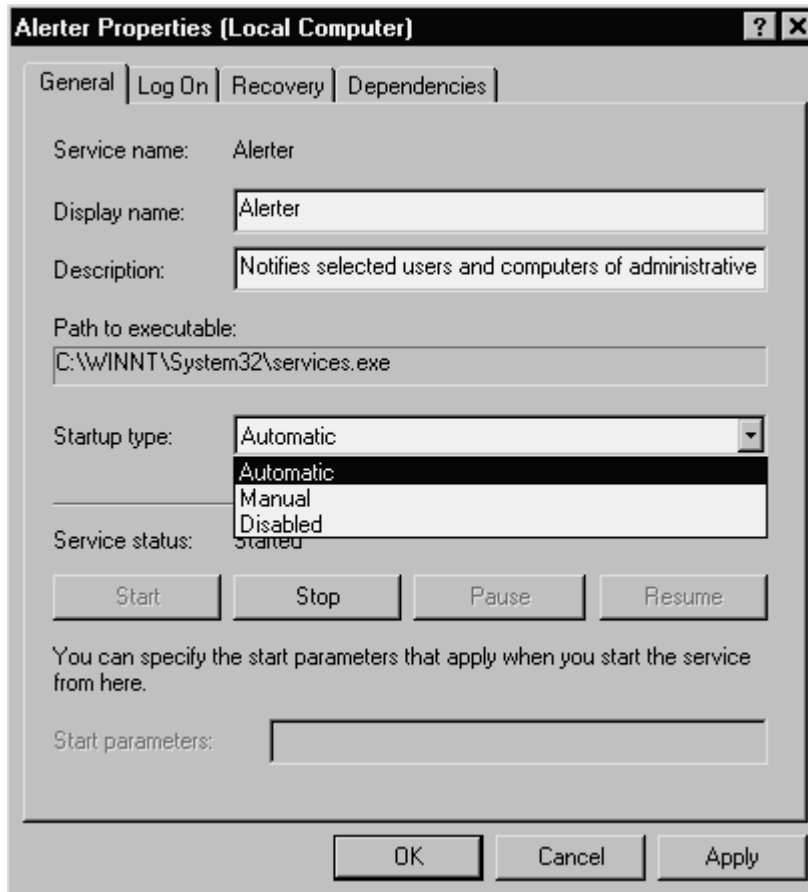 Alerter Properties (Local Computer)
General Log On Recovery Dependencies
Service name: Alerter
Display name: Alerter
Description: Notifies selected users and computers of administrative
Path to executable:
C:\WINNT\System32\services.exe
Startup type: Automatic
Automatic
Manual
Disabled
Service status: Started
Start Stop Pause Resume
You can specify the start parameters that apply when you start the service
from here.
Start parameters:
OK Cancel Apply